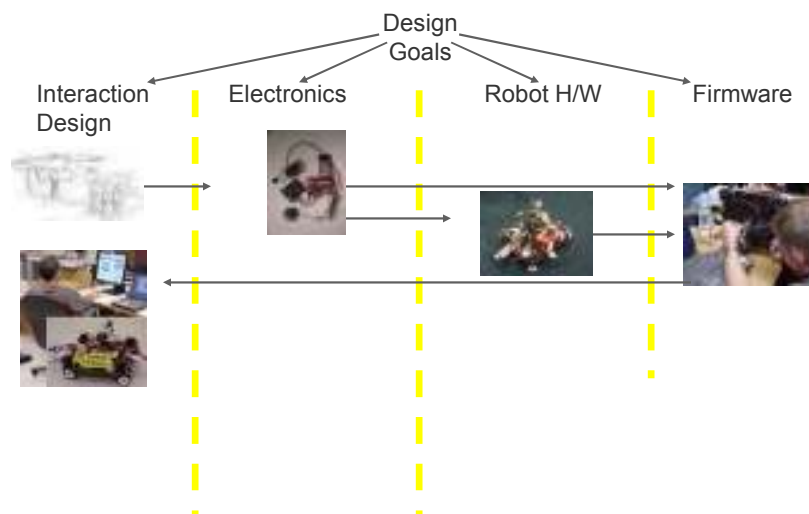 Design
Goals
Interaction
Design
Electronics
Robot H/W
Firmware